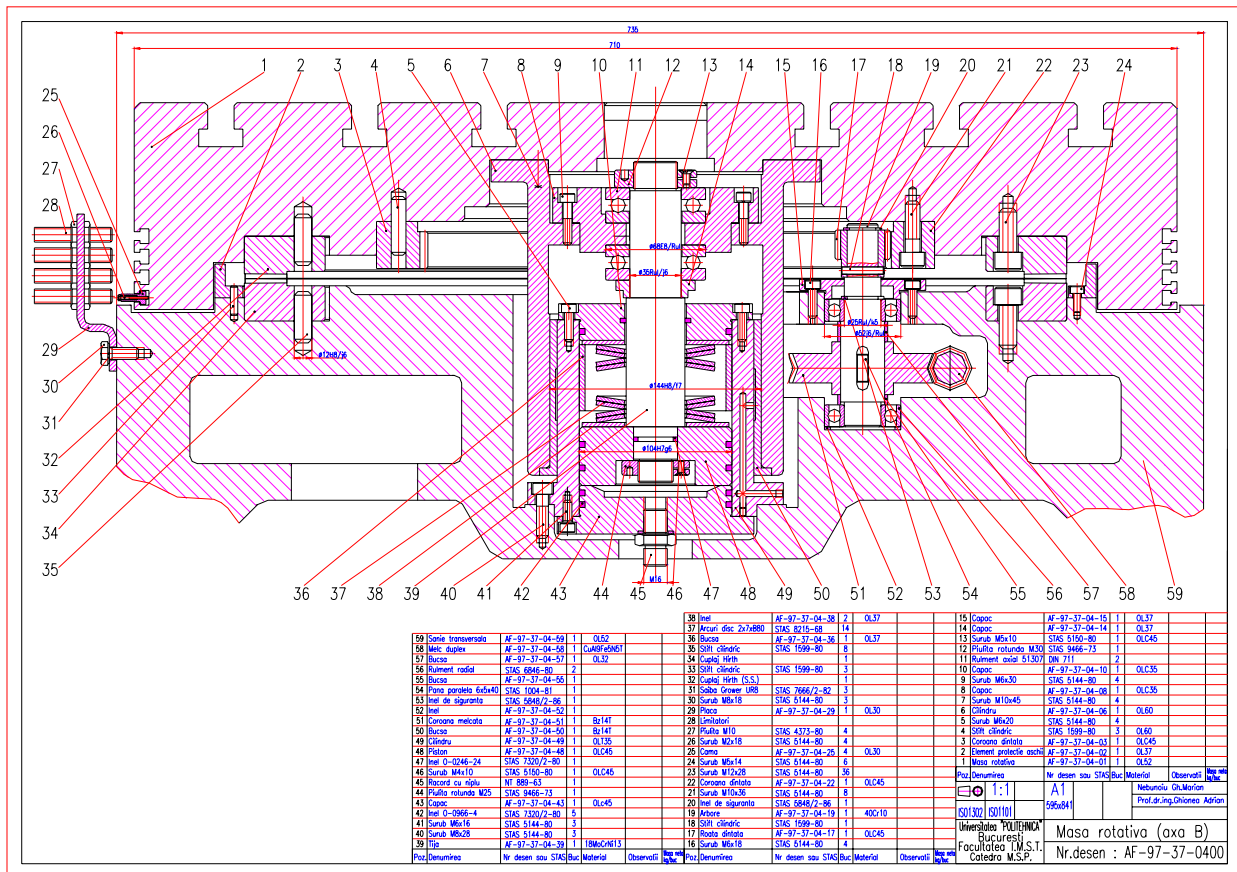 735
710
1 2 3 4 5 6 7 8 9 10 11 12 13 14 15 16 17 18 19 20 21 22 23 24
25
26
27
28
29
30
31
32
33
34
35
ø68E8/Rul
ø35Rul/j6
ø25Rul/k5
ø52j6/Rul
ø12H8/j6
ø144H8/f7
ø104H7g6
M16
36 37 38 39 40 41 42 43 44 45 46 47 48 49 50 51 52 53 54 55 56 57 58 59
59 Sanie transversala AF-97-37-04-59 1 OL52
58 Melc duplex AF-97-37-04-58 1 CuAl9Fe5Ni5T
57 Bucsa AF-97-37-04-57 1 OL32
56 Rulment radial STAS 6846-80 2
55 Bucsa AF-97-37-04-55 1
54 Pana paralela 6x5x40 STAS 1004-81 1
53 Inel de siguranta STAS 5848/2-86 1
52 Inel AF-97-37-04-52 1
51 Coroana melcata AF-97-37-04-51 1 Bz14T
50 Bucsa AF-97-37-04-50 1 Bz14T
49 Cilindru AF-97-37-04-49 1 OLT35
48 Piston AF-97-37-04-48 1 OLC45
47 Inel O-0246-24 STAS 7320/2-80 1
46 Surub M4x10 STAS 5150-80 1 OLC45
45 Racord cu niplu NT 889-63 1
44 Piulita rotunda M25 STAS 9466-73 1
43 Capac AF-97-37-04-43 1 OLc45
42 Inel O-0966-4 STAS 7320/2-80 5
41 Surub M6x16 STAS 5144-80 3
40 Surub M8x28 STAS 5144-80 3
39 Tija AF-97-37-04-39 1 18MoCrNi13
Poz. Denumirea Nr desen sau STAS Buc Material Observatii Masa neta kg/buc
38 Inel AF-97-37-04-38 2 OL37
37 Arcuri disc 2x7xB80 STAS 8215-68 14
36 Bucsa AF-97-37-04-36 1 OL37
35 Stift cilindric STAS 1599-80 8
34 Cuplaj Hirth 1
33 Stift cilindric STAS 1599-80 3
32 Cuplaj Hirth (S.S.) 1
31 Saiba Grower URB STAS 7666/2-82 3
30 Surub M8x18 STAS 5144-80 3
29 Placa AF-97-37-04-29 1 OL30
28 Limitatori
27 Piulita M10 STAS 4373-80 4
26 Surub M2x18 STAS 5144-80 4
25 Cama AF-97-37-04-25 4 OL30
24 Surub M5x14 STAS 5144-80 6
23 Surub M12x28 STAS 5144-80 36
22 Coroana dintata AF-97-37-04-22 1 OLC45
21 Surub M10x36 STAS 5144-80 8
20 Inel de siguranta STAS 5848/2-86 1
19 Arbore AF-97-37-04-19 1 40Cr10
18 Stift cilindric STAS 1599-80 1
17 Roata dintata AF-97-37-04-17 1 OLC45
16 Surub M6x18 STAS 5144-80 4
Poz. Denumirea Nr desen sau STAS Buc Material Observatii Masa neta kg/buc
15 Capac AF-97-37-04-15 1 OL37
14 Capac AF-97-37-04-14 1 OL37
13 Surub M5x10 STAS 5150-80 1 OLC45
12 Piulita rotunda M30 STAS 9466-73 1
11 Rulment axial 51307 DIN 711 2
10 Capac AF-97-37-04-10 1 OLC35
9 Surub M6x30 STAS 5144-80 4
8 Capac AF-97-37-04-08 1 OLC35
7 Surub M10x45 STAS 5144-80 4
6 Cilindru AF-97-37-04-06 1 OL60
5 Surub M6x20 STAS 5144-80 4
4 Stift cilindric STAS 1599-80 3 OL60
3 Coroana dintata AF-97-37-04-03 1 OLC45
2 Element protectie aschii AF-97-37-04-02 1 OL37
1 Masa rotativa AF-97-37-04-01 1 OL52
Poz. Denumirea Nr desen sau STAS Buc Material Observatii Masa neta kg/buc
1:1 A1 Nebunoiu Gh.Marian
595x841 Prof.dr.ing.Ghionea Adrian
ISO1302 ISO1101
Universitatea "POLITEHNICA"
Bucuresti
Facultatea I.M.S.T.
Catedra M.S.P.
Masa rotativa (axa B)
Nr.desen : AF-97-37-0400